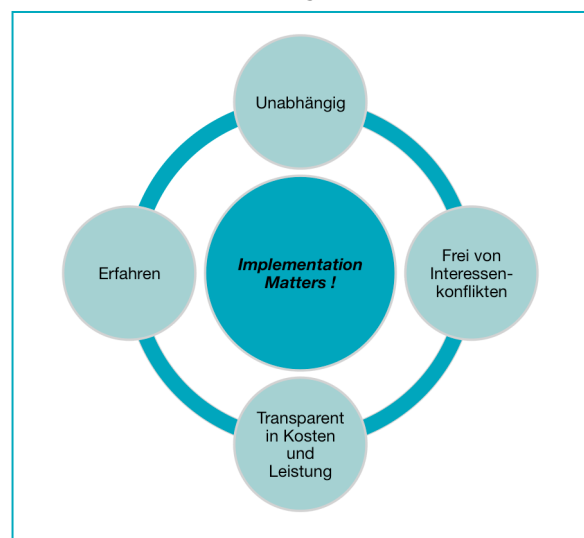 Unabhängig
Erfahren
Implementation
Matters !
Frei von
Interessen-
konflikten
Transparent
in Kosten
und
Leistung